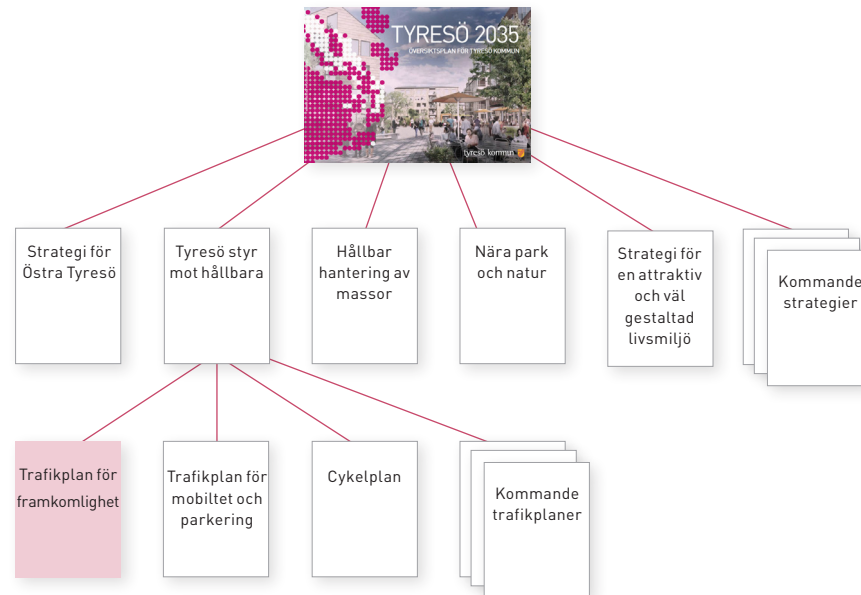 TYRESÖ 2035
ÖVERSIKTSPLAN FÖR TYRESÖ KOMMUN
tyresö kommun
Strategi för
Östra Tyresö
Tyresö styr
mot hållbara
Hållbar
hantering av
massor
Nära park
och natur
Strategi för
en attraktiv
och väl
gestaltad
livsmiljö
Kommande
strategier
Trafikplan för
framkomlighet
Trafikplan för
mobiltet och
parkering
Cykelplan
Kommande
trafikplaner